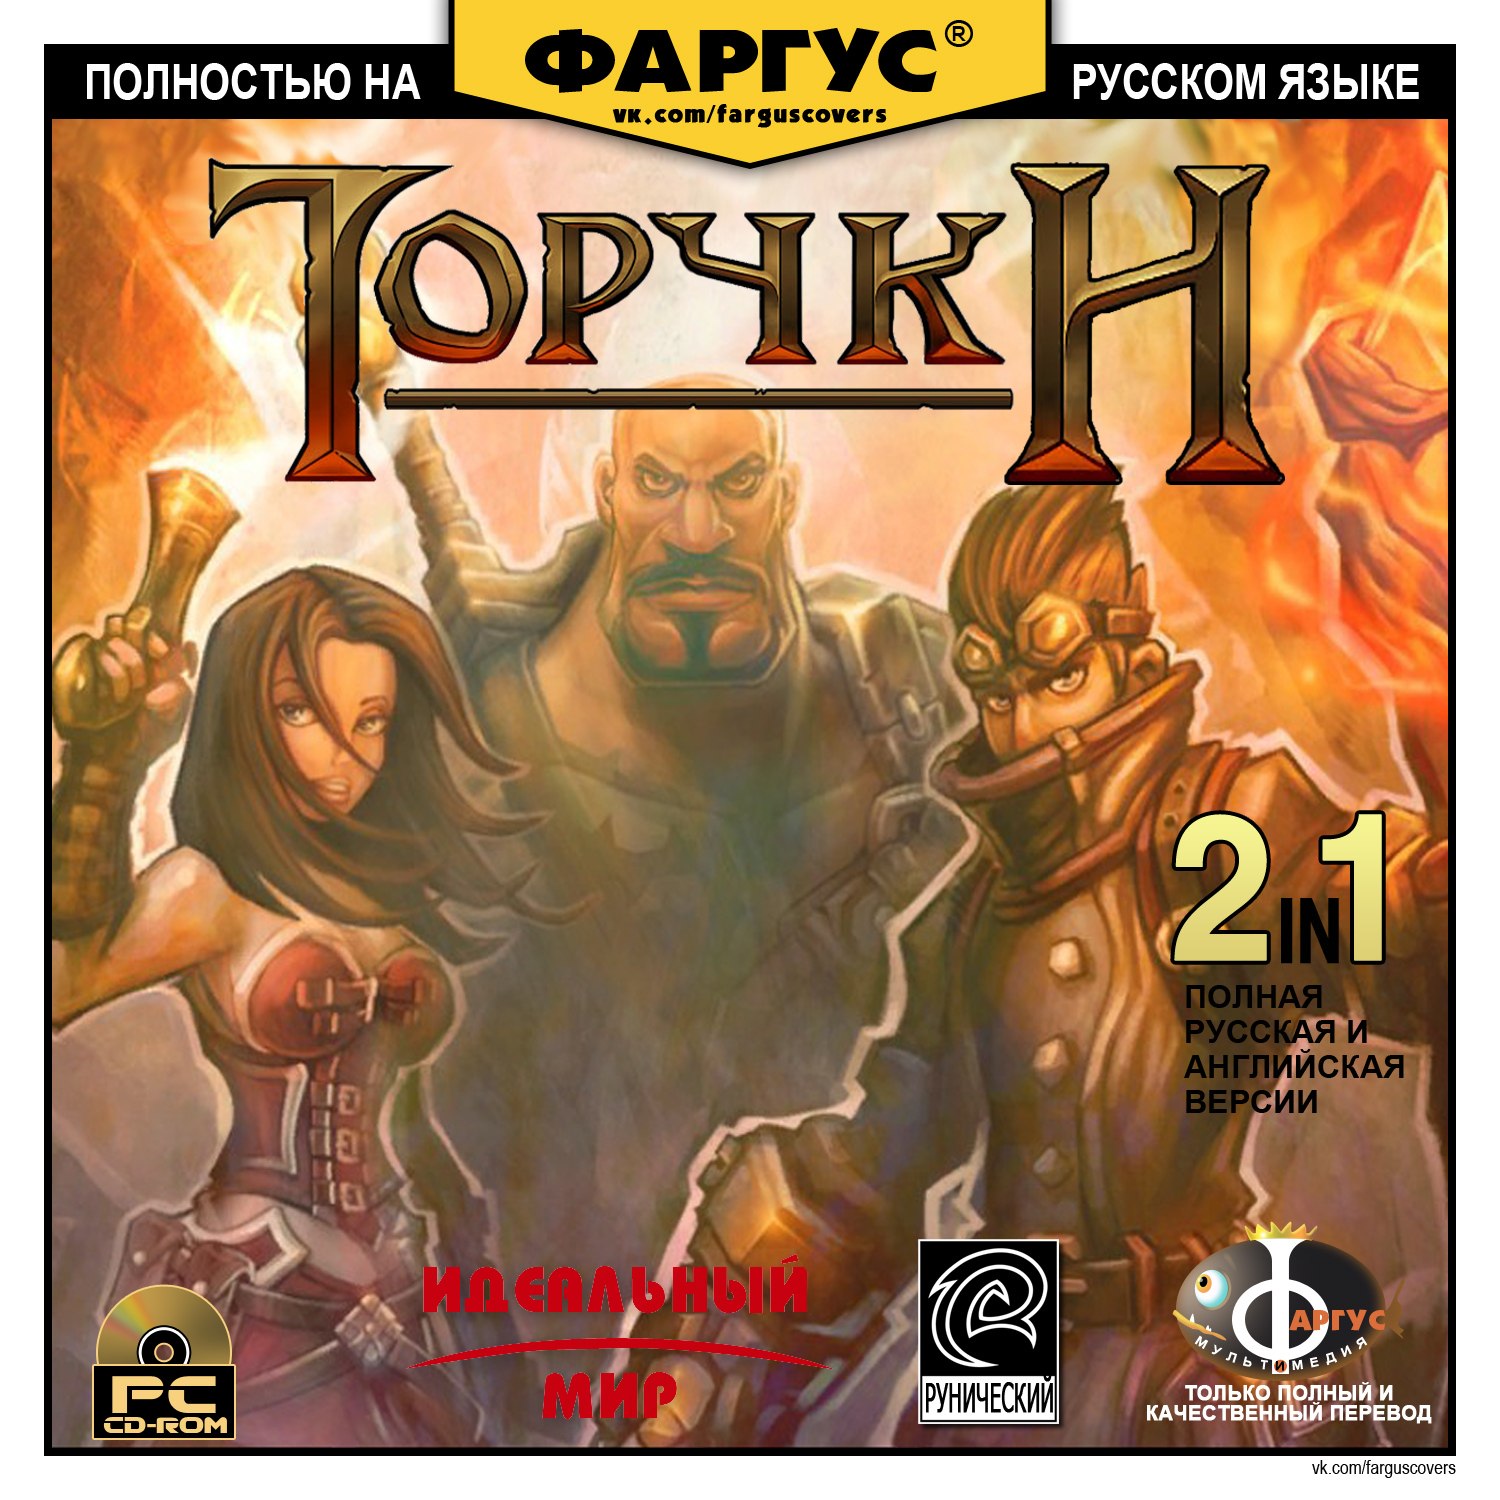 ФАРГУС®
vk.com/farguscovers
ПОЛНОСТЬЮ НА
РУССКОМ ЯЗЫКЕ
ТОРЧКИ
2IN1
ПОЛНАЯ
РУССКАЯ И
АНГЛИЙСКАЯ
ВЕРСИИ
PC
CD-ROM
ИДЕАЛЬНЫЙ
МИР
РУНИЧЕСКИЙ
ФАРГУС
МУЛЬТИМЕДИЯ
ТОЛЬКО ПОЛНЫЙ И
КАЧЕСТВЕННЫЙ ПЕРЕВОД
vk.com/farguscovers